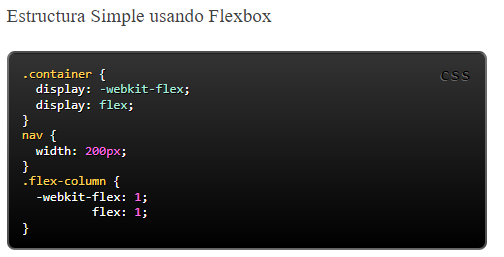 Estructura Simple usando Flexbox
css
.container {
  display: -webkit-flex;
  display: flex;
}
nav {
  width: 200px;
}
.flex-column {
  -webkit-flex: 1;
          flex: 1;
}